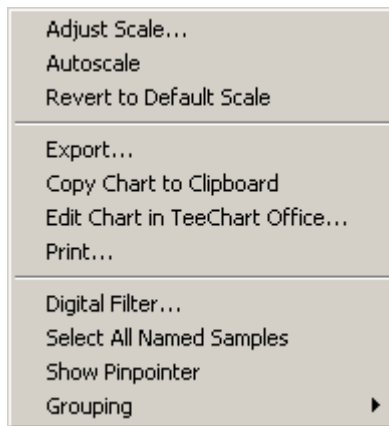 Adjust Scale...
Autoscale
Revert to Default Scale
Export...
Copy Chart to Clipboard
Edit Chart in TeeChart Office...
Print...
Digital Filter...
Select All Named Samples
Show Pinpointer
Grouping